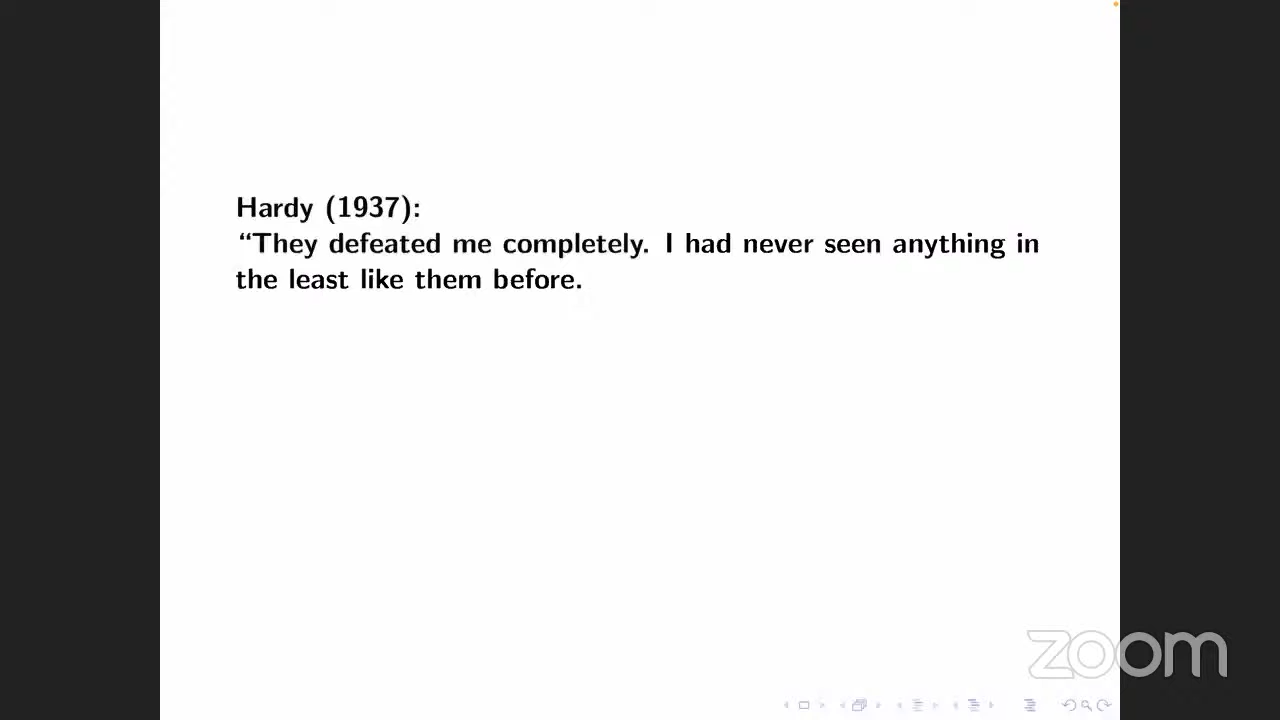 Hardy (1937):
“They defeated me completely. I had never seen anything in
the least like them before.
zoom